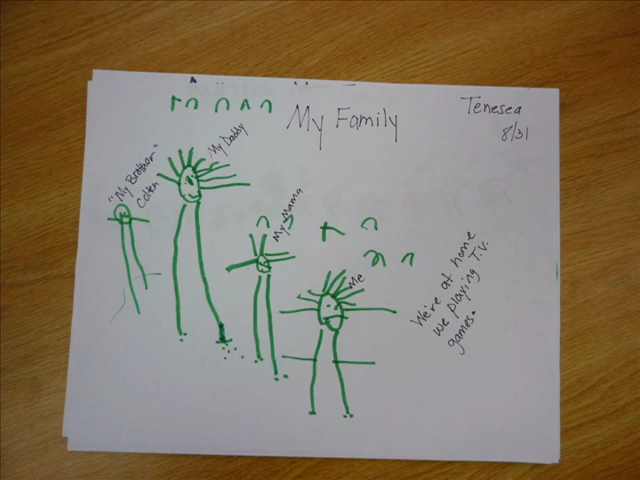 My Family
Tenesea
8/31
"My Brother"
Colten
My Daddy
My Mama
Me
We're at home
we playing T.V.
games.